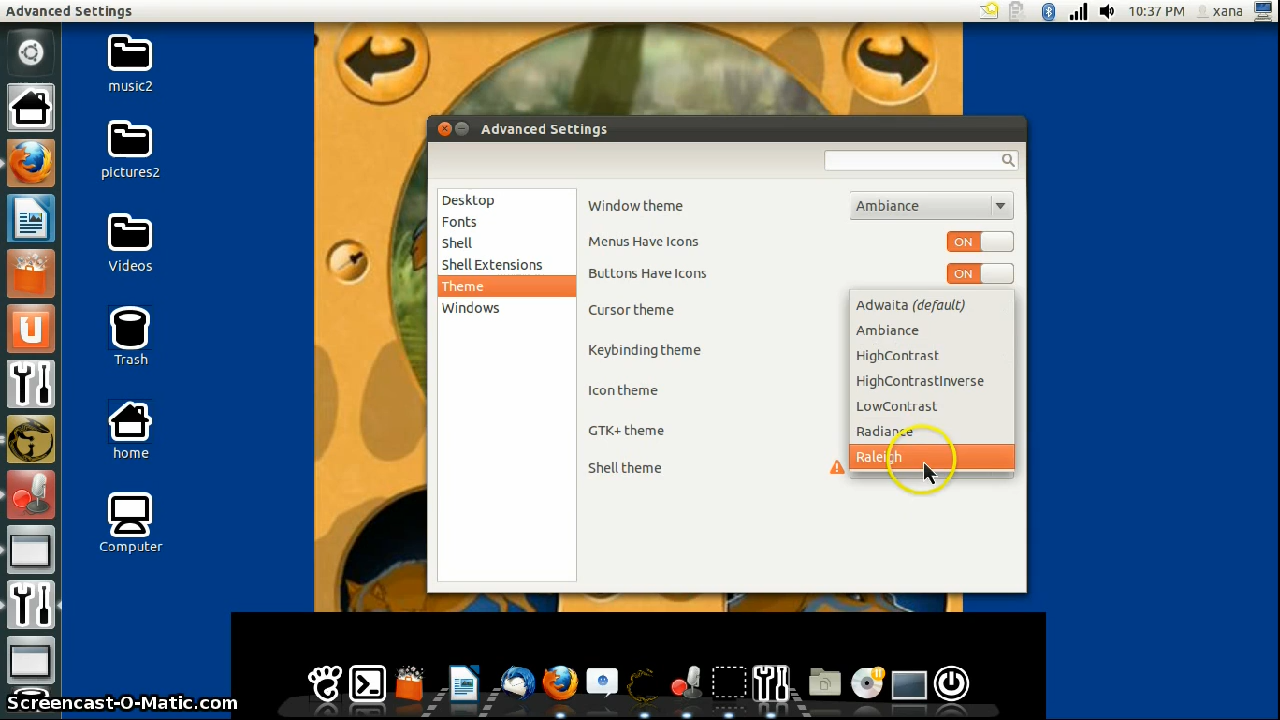 Advanced Settings
10:37 PM
xana
music2
pictures2
Videos
Trash
home
Computer
Advanced Settings
Desktop
Fonts
Shell
Shell Extensions
Theme
Windows
Window theme
Ambiance
Menus Have Icons
ON
Buttons Have Icons
ON
Cursor theme
Keybinding theme
Icon theme
GTK+ theme
Shell theme
Adwaita (default)
Ambiance
HighContrast
HighContrastInverse
LowContrast
Radiance
Raleigh
Screencast-O-Matic.com